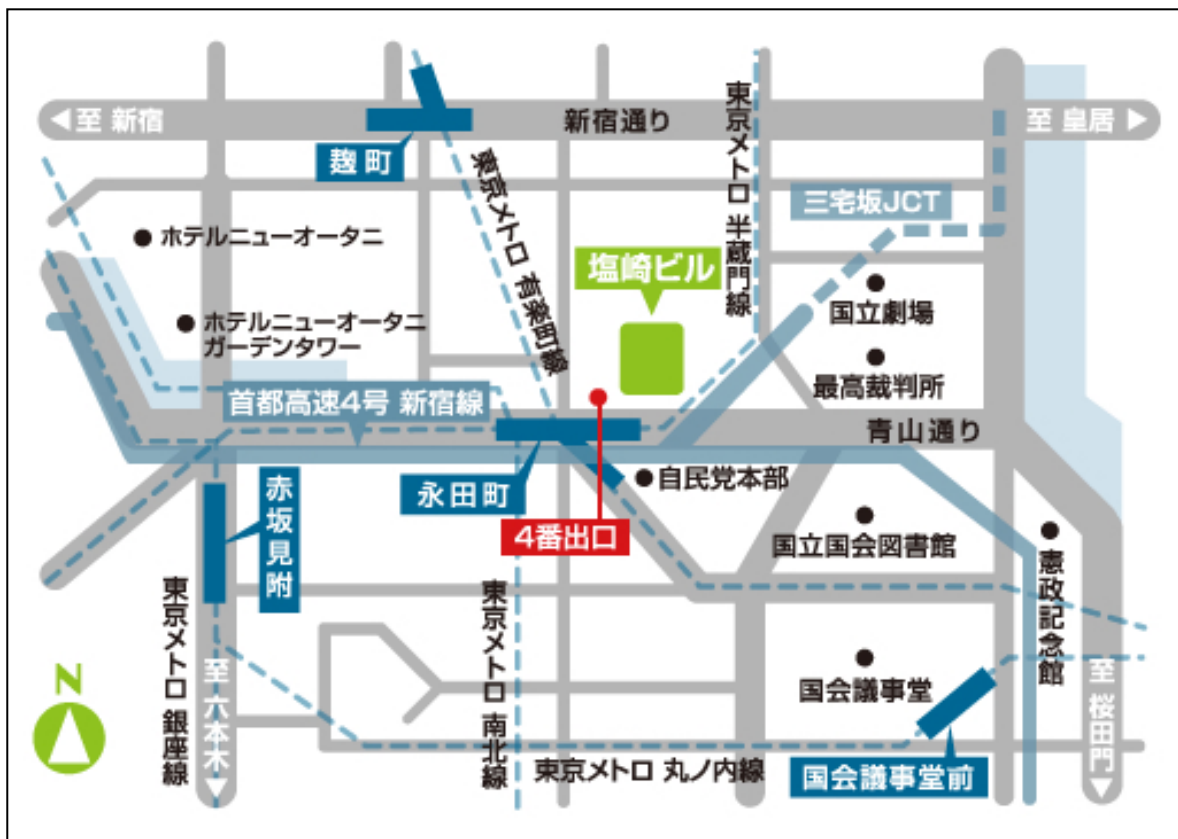 至 新宿
新宿通り
至 皇居
麹町
東京メトロ 有楽町線
東京メトロ 半蔵門線
三宅坂JCT
ホテルニューオータニ
塩崎ビル
国立劇場
ホテルニューオータニ
ガーデンタワー
最高裁判所
首都高速4号 新宿線
青山通り
永田町
自民党本部
4番出口
赤坂見附
国立国会図書館
憲政記念館
東京メトロ 銀座線
東京メトロ 南北線
至 六本木
N
国会議事堂
至 桜田門
東京メトロ 丸ノ内線
国会議事堂前